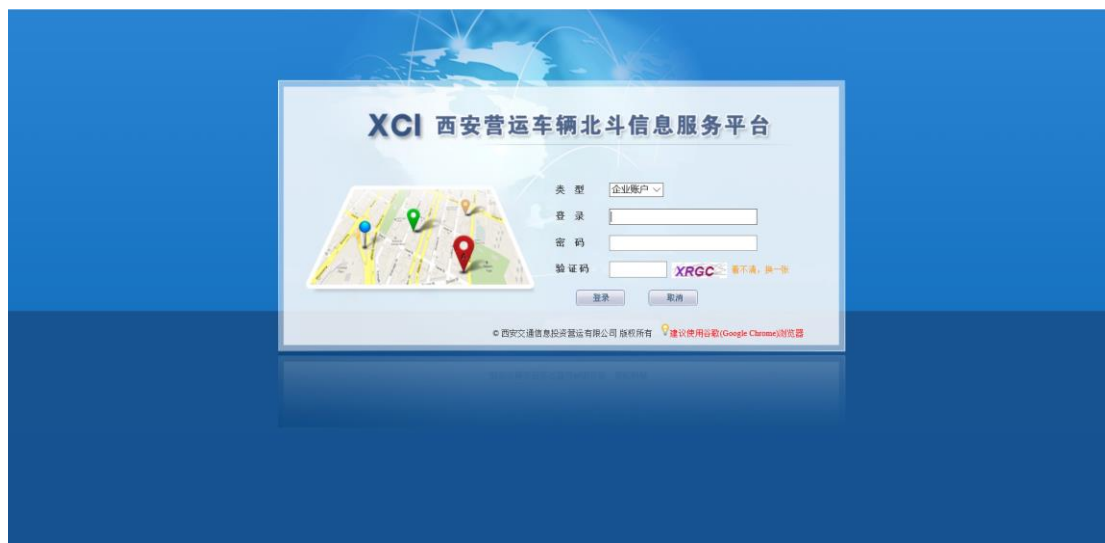 XCI 西安营运车辆北斗信息服务平台
类 型 企业账户
登 录
密 码
验证码 XRGC 看不清，换一张
登录 取消
© 西安交通信息投资营运有限公司 版权所有 建议使用谷歌(Google Chrome)浏览器